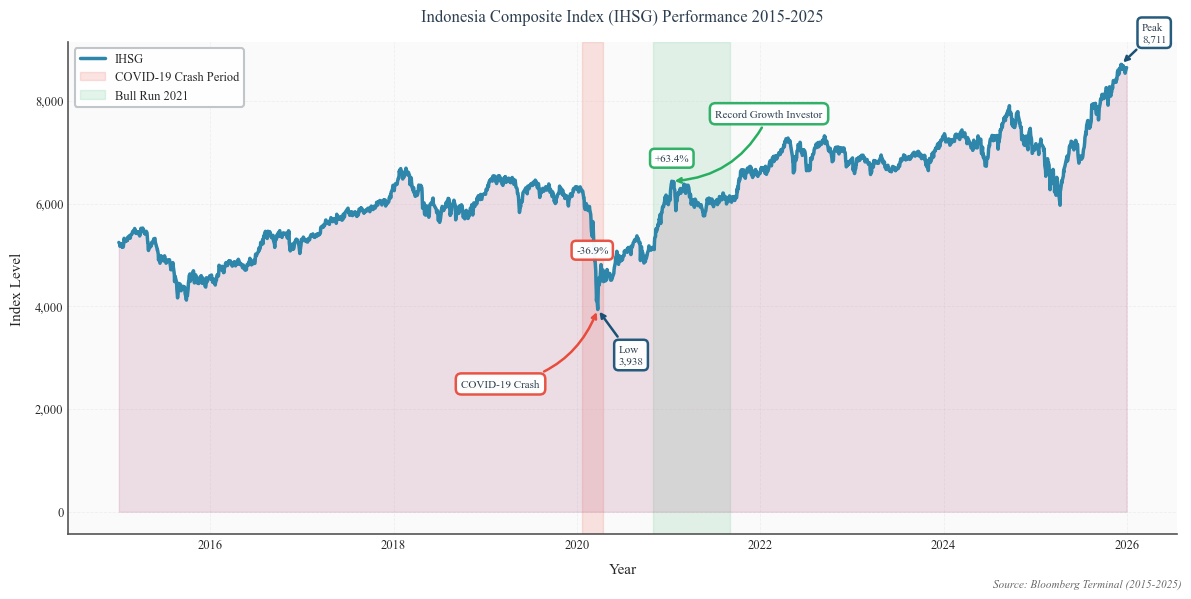 Indonesia Composite Index (IHSG) Performance 2015-2025
Peak
8,711
IHSG
COVID-19 Crash Period
Bull Run 2021
Record Growth Investor
+63.4%
-36.9%
Low
3,938
COVID-19 Crash
Index Level
8,000
6,000
4,000
2,000
0
2016
2018
2020
2022
2024
2026
Year
Source: Bloomberg Terminal (2015-2025)